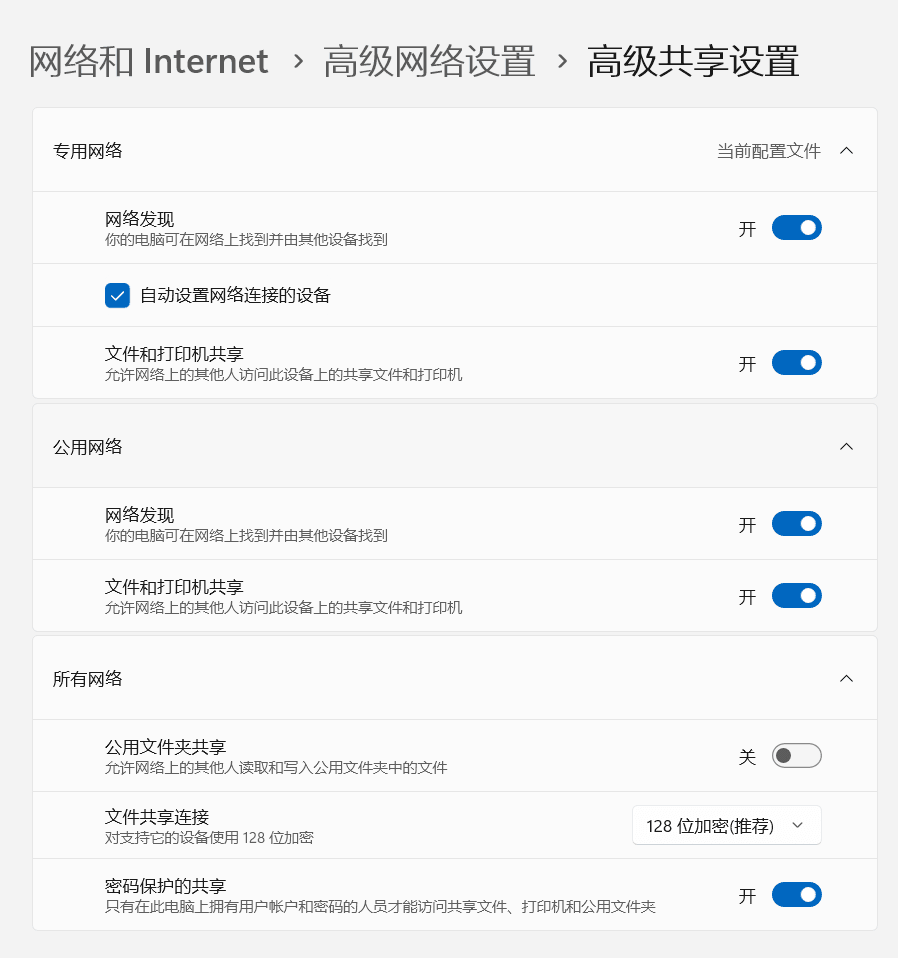 网络和 Internet › 高级网络设置 › 高级共享设置
专用网络 当前配置文件
网络发现
你的电脑可在网络上找到并由其他设备找到
开
自动设置网络连接的设备
文件和打印机共享
允许网络上的其他人访问此设备上的共享文件和打印机
开
公用网络
网络发现
你的电脑可在网络上找到并由其他设备找到
开
文件和打印机共享
允许网络上的其他人访问此设备上的共享文件和打印机
开
所有网络
公用文件夹共享
允许网络上的其他人读取和写入公用文件夹中的文件
关
文件共享连接
对支持它的设备使用 128 位加密
128 位加密(推荐)
密码保护的共享
只有在此电脑上拥有用户帐户和密码的人员才能访问共享文件、打印机和公用文件夹
开